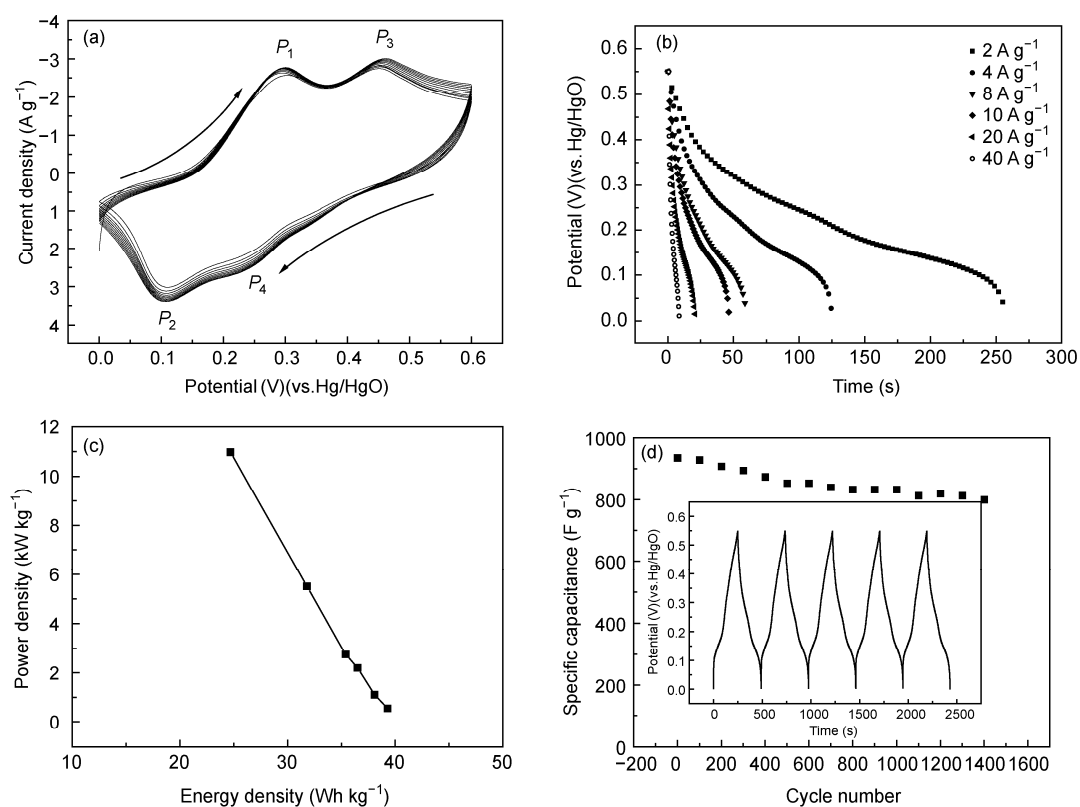 (a)
P1
P3
P4
P2
−4
−3
−2
−1
0
1
2
3
4
Current density (A g−1)
0.0 0.1 0.2 0.3 0.4 0.5 0.6
Potential (V)(vs.Hg/HgO)
(b)
2 A g−1
4 A g−1
8 A g−1
10 A g−1
20 A g−1
40 A g−1
0.6
0.5
0.4
0.3
0.2
0.1
0.0
Potential (V)(vs.Hg/HgO)
0 50 100 150 200 250 300
Time (s)
(c)
12
11
10
8
6
4
2
0
Power density (kW kg−1)
10 20 30 40 50
Energy density (Wh kg−1)
(d)
1000
800
600
400
200
0
Specific capacitance (F g−1)
0.6
0.5
0.4
0.3
0.2
0.1
0.0
Potential (V)(vs.Hg/HgO)
0 500 1000 1500 2000 2500
Time (s)
−200 0 200 400 600 800 1000 1200 1400 1600
Cycle number